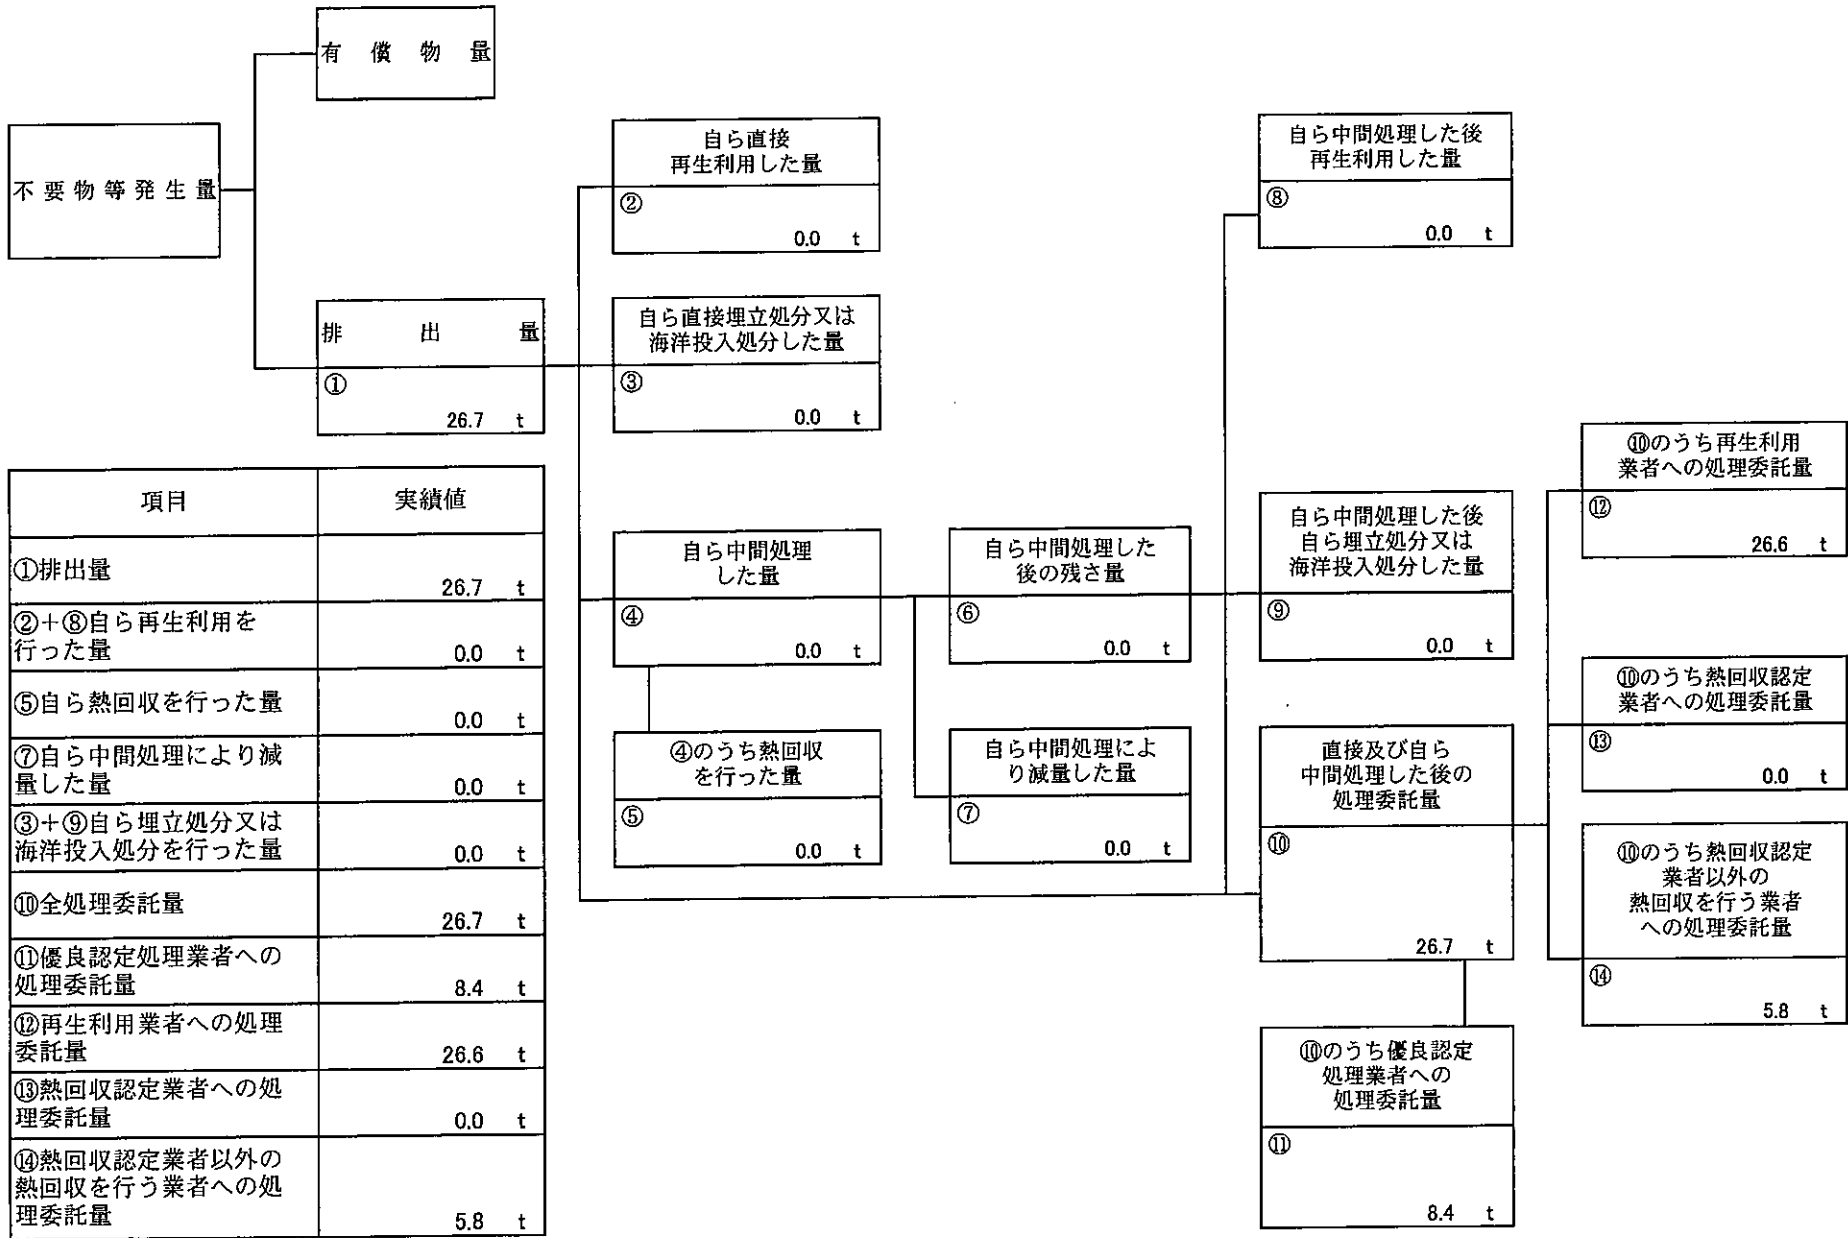 有償物量
不要物等発生量
排出量
①
26.7 t
自ら直接
再生利用した量
②
0.0 t
自ら直接埋立処分又は
海洋投入処分した量
③
0.0 t
自ら中間処理
した量
④
0.0 t
④のうち熱回収
を行った量
⑤
0.0 t
自ら中間処理した
後の残さ量
⑥
0.0 t
自ら中間処理によ
り減量した量
⑦
0.0 t
自ら中間処理した後
再生利用した量
⑧
0.0 t
自ら中間処理した後
自ら埋立処分又は
海洋投入処分した量
⑨
0.0 t
直接及び自ら
中間処理した後の
処理委託量
⑩
26.7 t
⑩のうち優良認定
処理業者への
処理委託量
⑪
8.4 t
⑩のうち再生利用
業者への処理委託量
⑫
26.6 t
⑩のうち熱回収認定
業者への処理委託量
⑬
0.0 t
⑩のうち熱回収認定
業者以外の
熱回収を行う業者
への処理委託量
⑭
5.8 t
項目 実績値
①排出量
26.7 t
②+⑧自ら再生利用を
行った量
0.0 t
⑤自ら熱回収を行った量
0.0 t
⑦自ら中間処理により減
量した量
0.0 t
③+⑨自ら埋立処分又は
海洋投入処分を行った量
0.0 t
⑩全処理委託量
26.7 t
⑪優良認定処理業者への
処理委託量
8.4 t
⑫再生利用業者への処理
委託量
26.6 t
⑬熱回収認定業者への処
理委託量
0.0 t
⑭熱回収認定業者以外の
熱回収を行う業者への処
理委託量
5.8 t